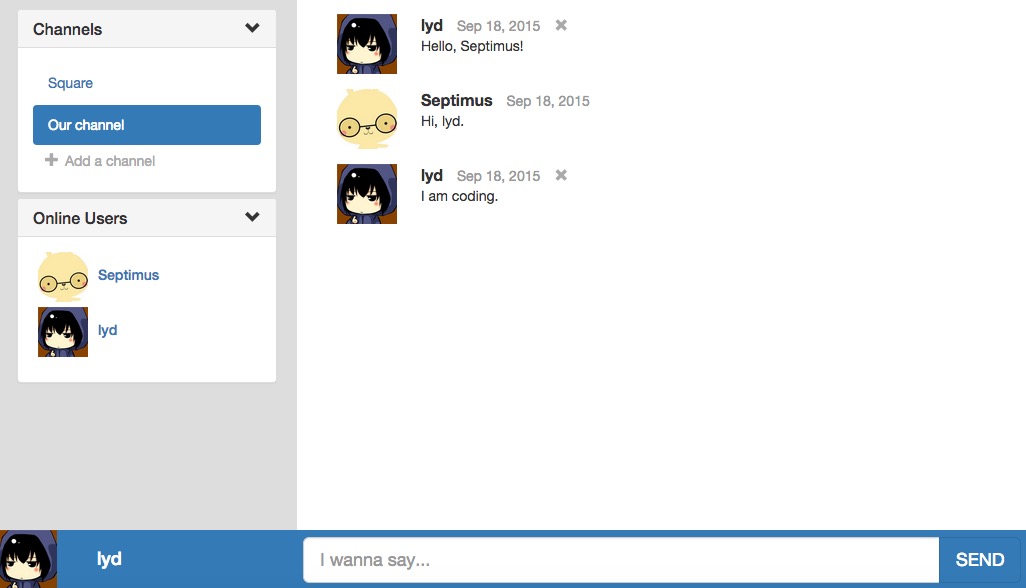 Channels
Square
Our channel
Add a channel
Online Users
Septimus
lyd
lyd Sep 18, 2015
Hello, Septimus!
Septimus Sep 18, 2015
Hi, lyd.
lyd Sep 18, 2015
I am coding.
lyd
I wanna say...
SEND